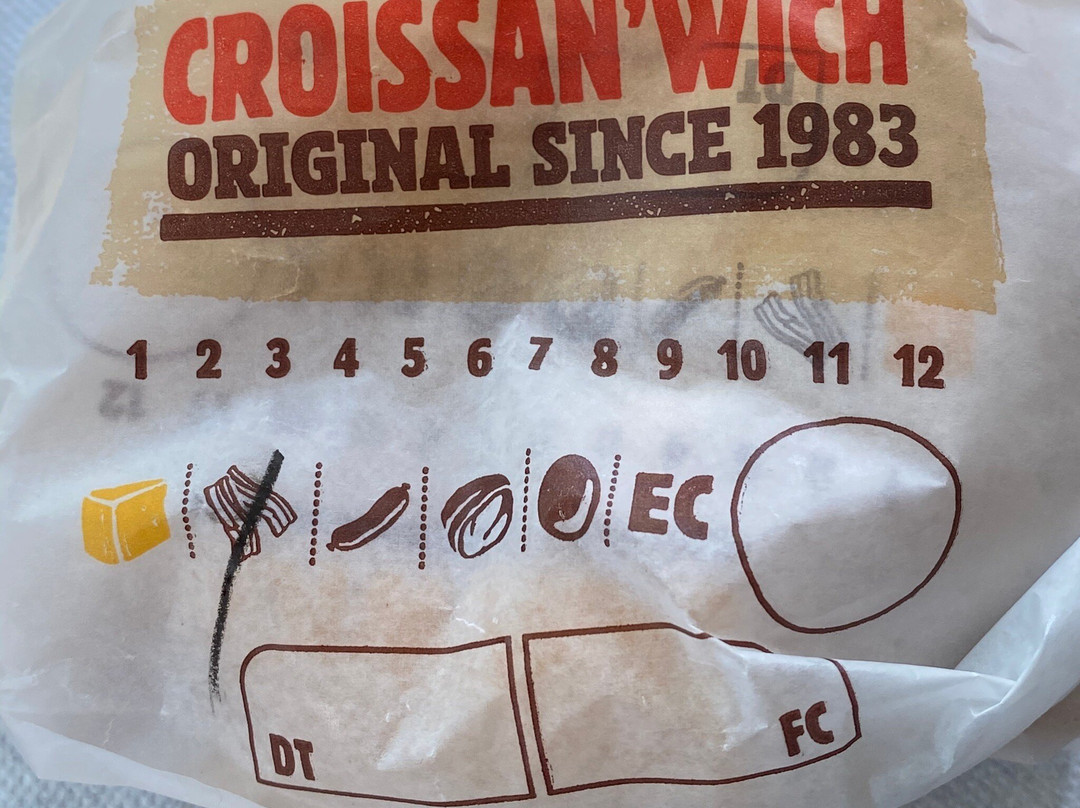 CROISSAN'WICH
ORIGINAL SINCE 1983
1 2 3 4 5 6 7 8 9 10 11 12
EC
DT FC